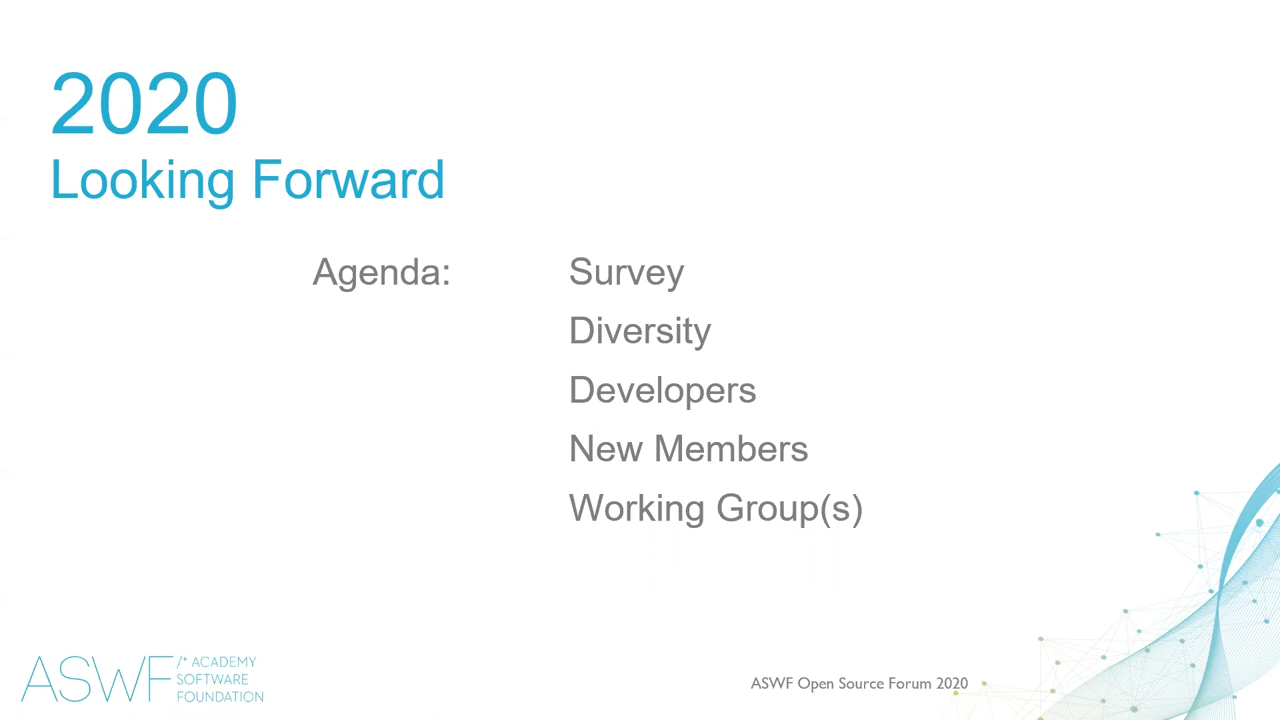 2020
Looking Forward
Agenda: Survey
Diversity
Developers
New Members
Working Group(s)
ASWF /* ACADEMY
SOFTWARE
FOUNDATION
ASWF Open Source Forum 2020